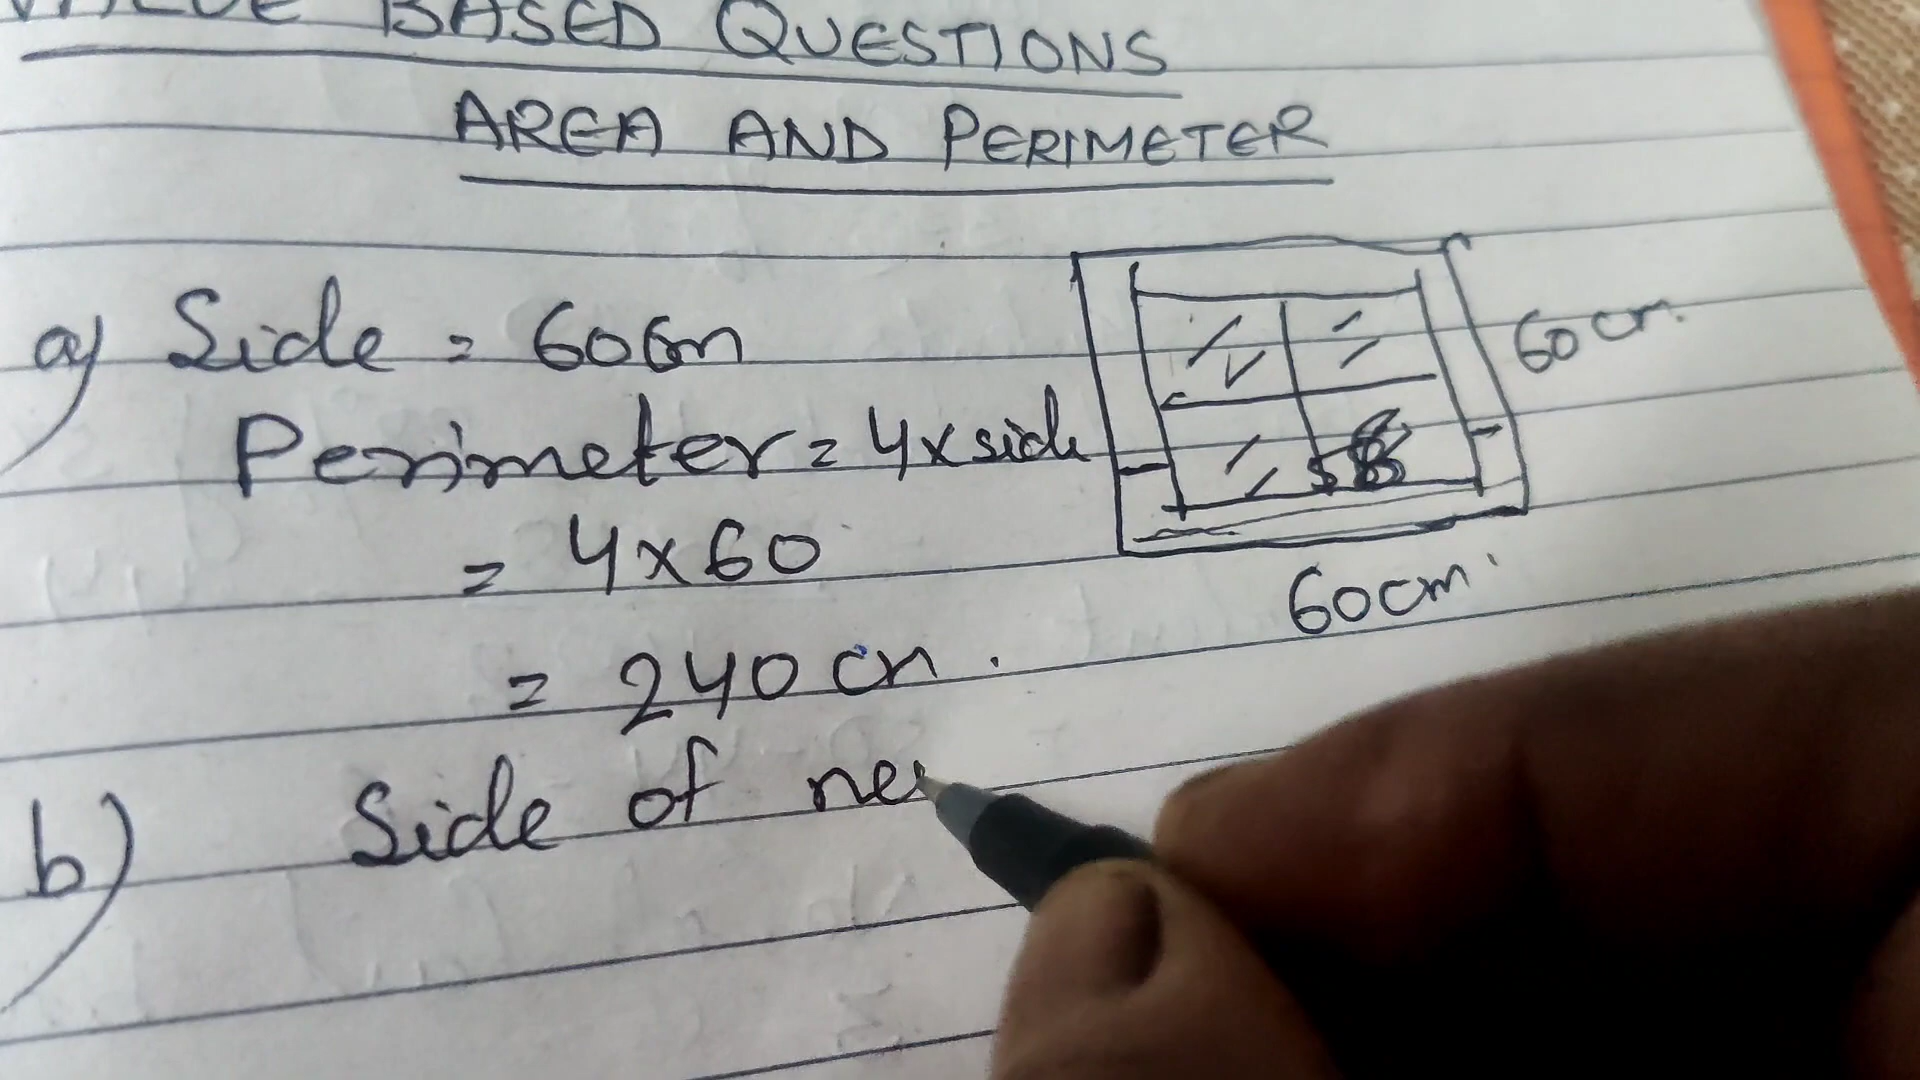 VALUE BASED QUESTIONS
AREA AND PERIMETER
a) Side = 60cm
60 cm.
Perimeter = 4 x side
= 4 x 60
60cm.
= 240 cm.
b) Side of ne